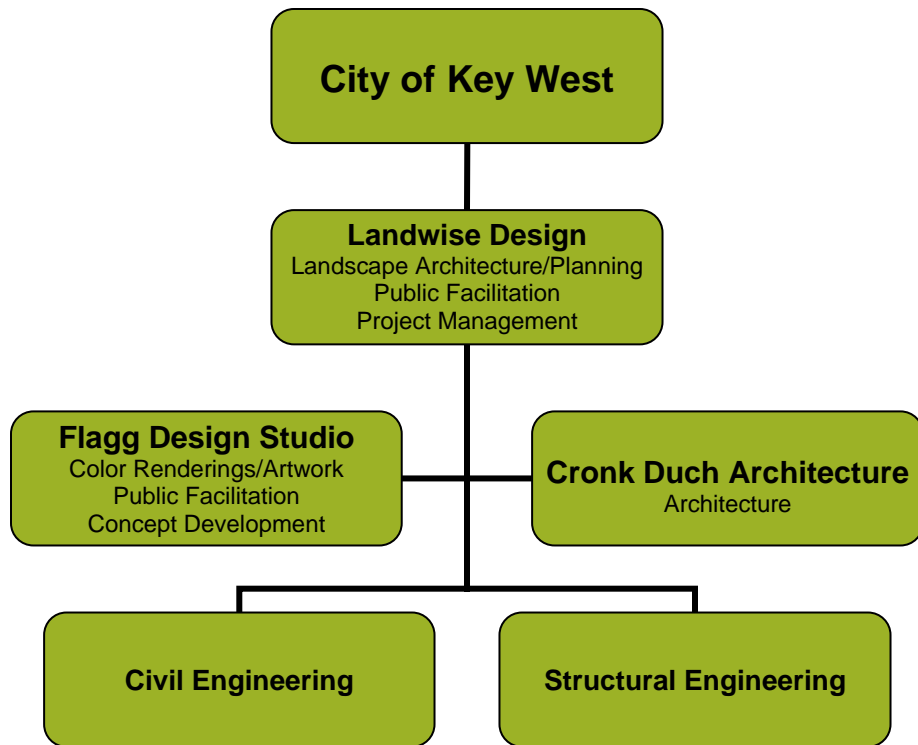 City of Key West
Landwise Design
Landscape Architecture/Planning
Public Facilitation
Project Management
Flagg Design Studio
Color Renderings/Artwork
Public Facilitation
Concept Development
Cronk Duch Architecture
Architecture
Civil Engineering
Structural Engineering